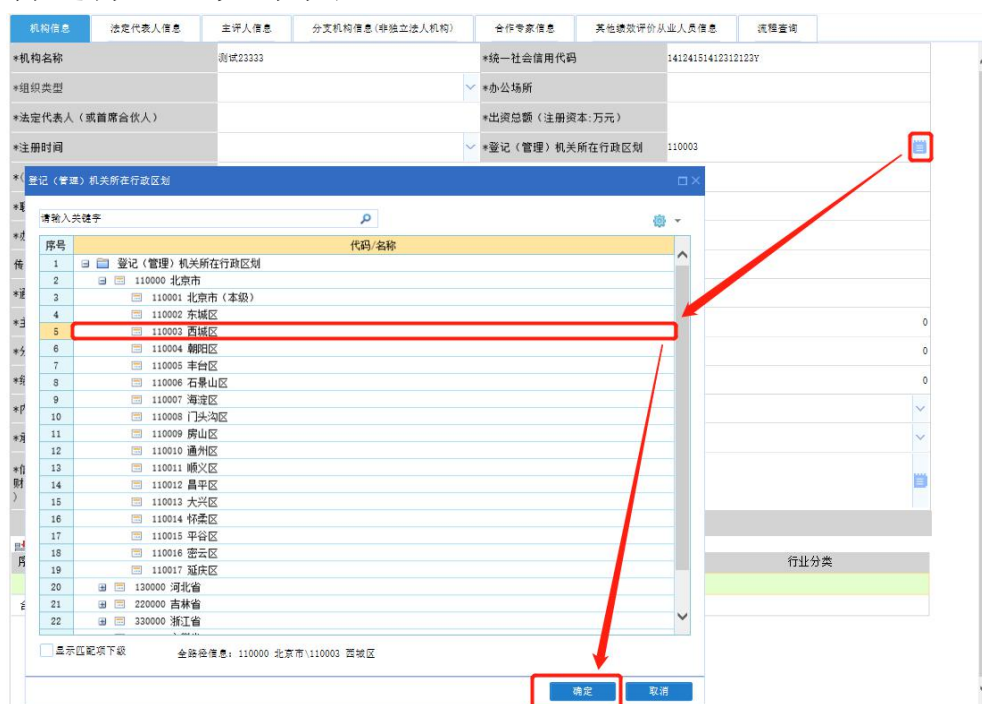 机构信息 法定代表人信息 主评人信息 分支机构信息(非独立法人机构) 合作专家信息 其他绩效评价从业人员信息 流程查询
*机构名称 测试23333 *统一社会信用代码 14124151412312123Y
*组织类型 *办公场所
*法定代表人（或首席合伙人） *出资总额（注册资本:万元）
*注册时间 *登记（管理）机关所在行政区划 110003
登记（管理）机关所在行政区划
请输入关键字
序号 代码/名称
1 登记（管理）机关所在行政区划
2 110000 北京市
3 110001 北京市（本级）
4 110002 东城区
5 110003 西城区
6 110004 朝阳区
7 110005 丰台区
8 110006 石景山区
9 110007 海淀区
10 110008 门头沟区
11 110009 房山区
12 110010 通州区
13 110011 顺义区
14 110012 昌平区
15 110013 大兴区
16 110014 怀柔区
17 110015 平谷区
18 110016 密云区
19 110017 延庆区
20 130000 河北省
21 220000 吉林省
22 330000 浙江省
显示匹配项下级 全路径信息: 110000 北京市\110003 西城区
确定 取消
*主 0
*分 0
0
传
财
）
行业分类